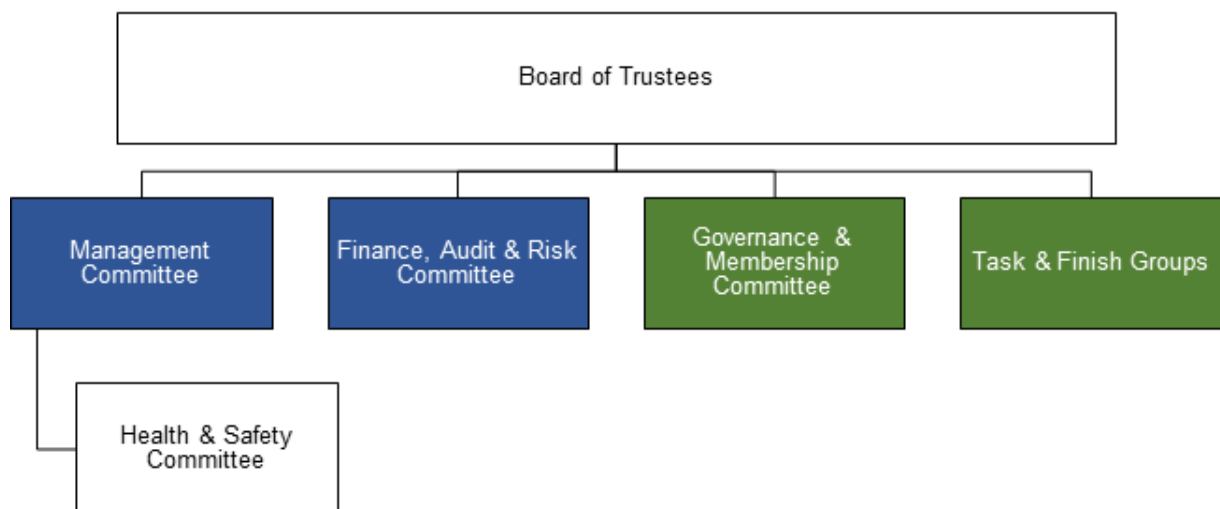 Board of Trustees
Management
Committee
Finance, Audit & Risk
Committee
Governance &
Membership
Committee
Task & Finish Groups
Health & Safety
Committee